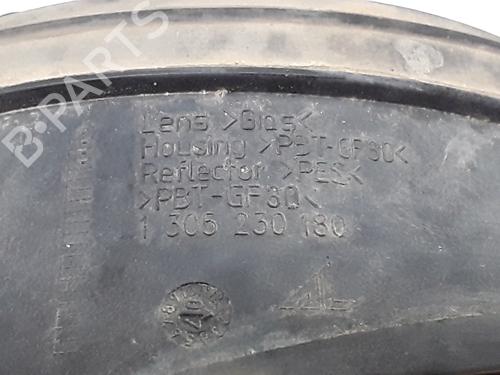 B-PARTS
Lens >Glas<
Housing >PBT-GF30<
Reflector >PES<
>PBT-GF30<
1 305 230 180